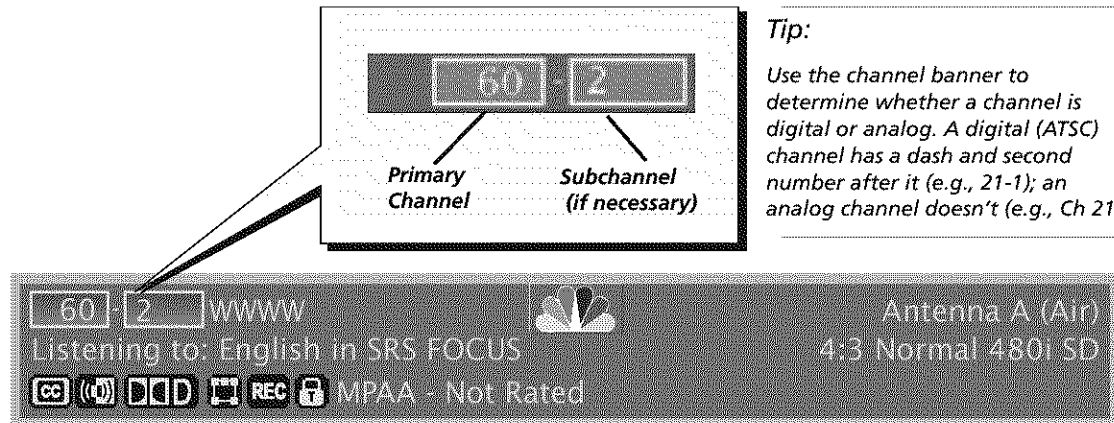 60 - 2
Primary Channel
Subchannel (if necessary)
Tip:
Use the channel banner to
determine whether a channel is
digital or analog. A digital (ATSC)
channel has a dash and second
number after it (e.g., 21-1); an
analog channel doesn't (e.g., Ch 21
60 - 2 WWWW
Antenna A (Air)
Listening to: English in SRS FOCUS
4:3 Normal 480i SD
CC REC MPAA - Not Rated